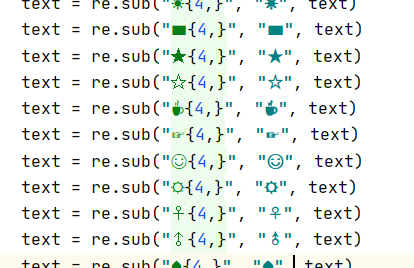 text = re.sub("☀{4,}", "☀", text)
text = re.sub("■{4,}", "■", text)
text = re.sub("★{4,}", "★", text)
text = re.sub("☆{4,}", "☆", text)
text = re.sub("☕{4,}", "☕", text)
text = re.sub("☞{4,}", "☞", text)
text = re.sub("☺{4,}", "☺", text)
text = re.sub("☼{4,}", "☼", text)
text = re.sub("♀{4,}", "♀", text)
text = re.sub("♂{4,}", "♂", text)
text = re.sub("♠{4,}", "♠", text)